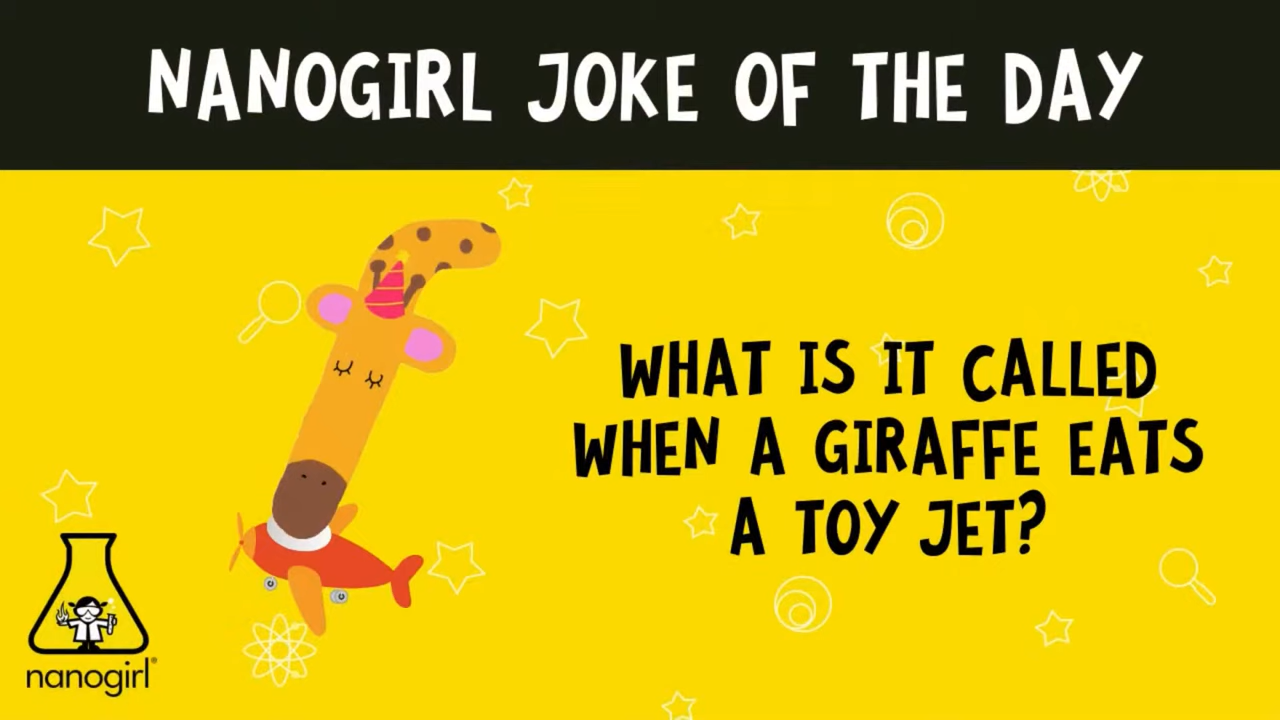 NANOGIRL JOKE OF THE DAY
WHAT IS IT CALLED
WHEN A GIRAFFE EATS
A TOY JET?
nanogirl®